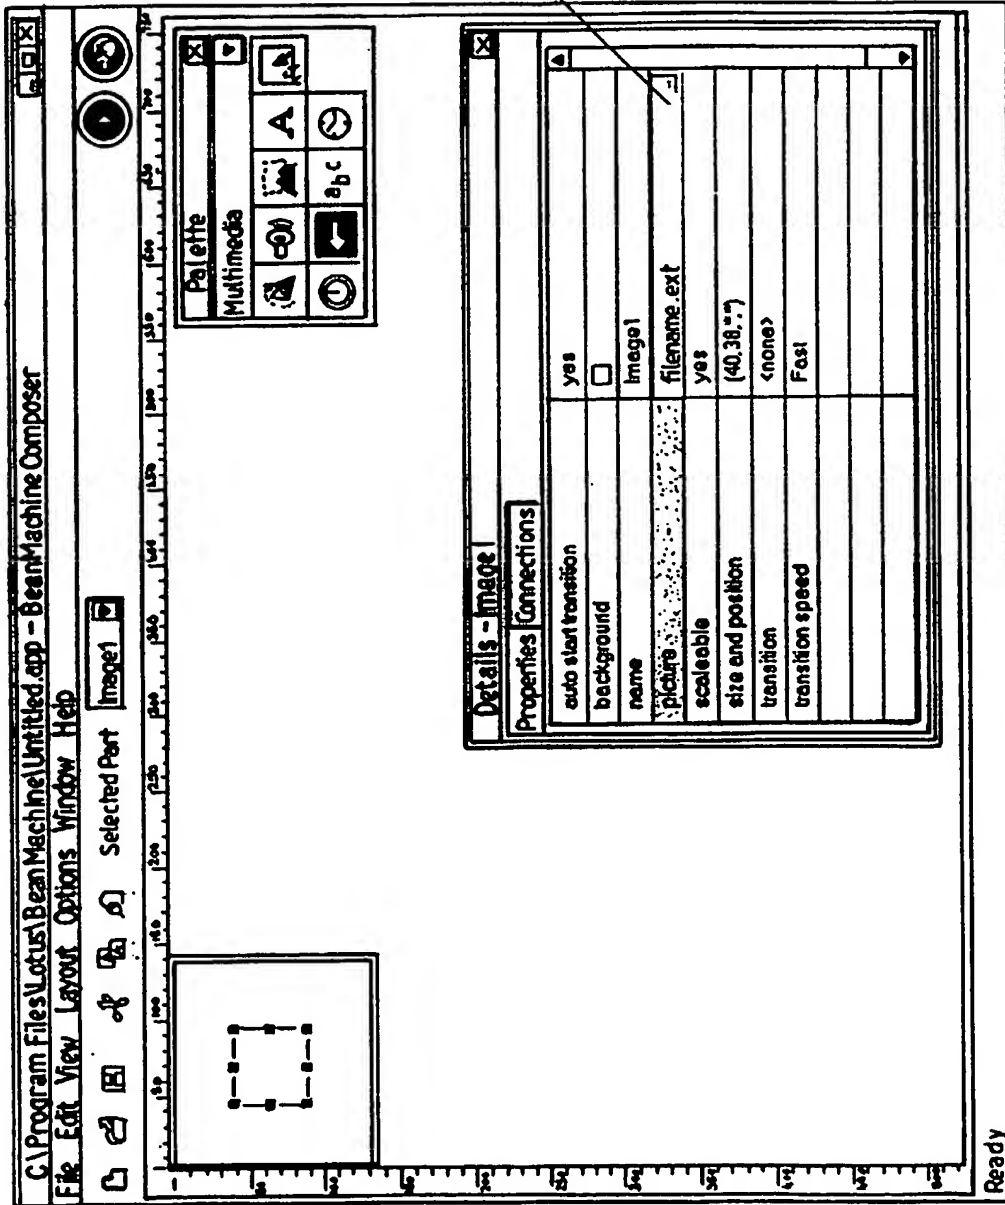 C:\Program Files\Lotus\BeanMachine\Untitled.app - BeanMachine Composer
File Edit View Layout Options Window Help
Selected Part Image1
Palette
Multimedia
A
abc
Details - Image1
Properties Connections
auto start transition yes
background
name Image1
picture filename.ext
scaleable yes
size and position
transition <none>
transition speed Fast
Ready